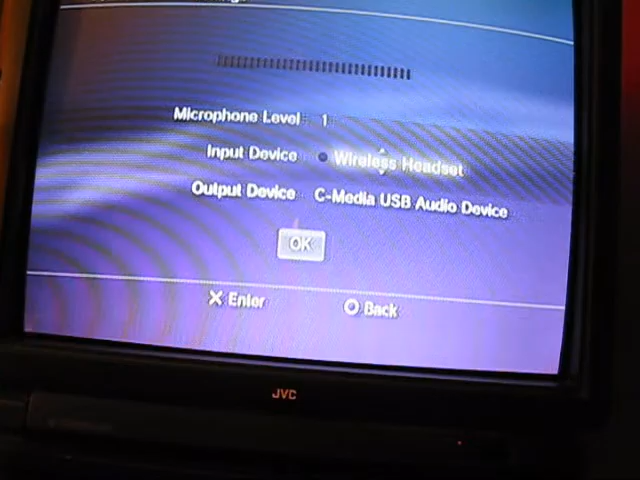 Microphone Level 1
Input Device Wireless Headset
Output Device C-Media USB Audio Device
OK
Enter Back
JVC